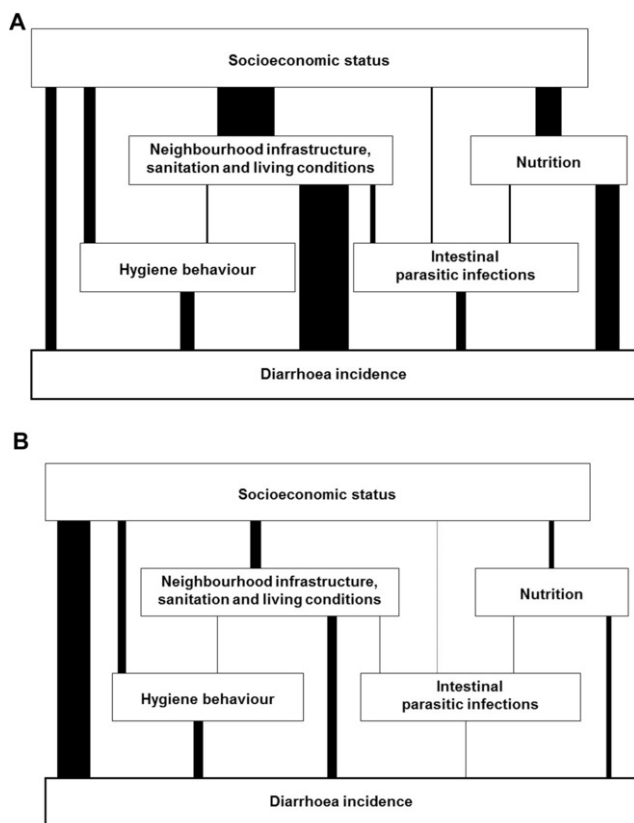 A
Socioeconomic status
Neighbourhood infrastructure,
sanitation and living conditions
Nutrition
Hygiene behaviour
Intestinal
parasitic infections
Diarrhoea incidence
B
Socioeconomic status
Neighbourhood infrastructure,
sanitation and living conditions
Nutrition
Hygiene behaviour
Intestinal
parasitic infections
Diarrhoea incidence